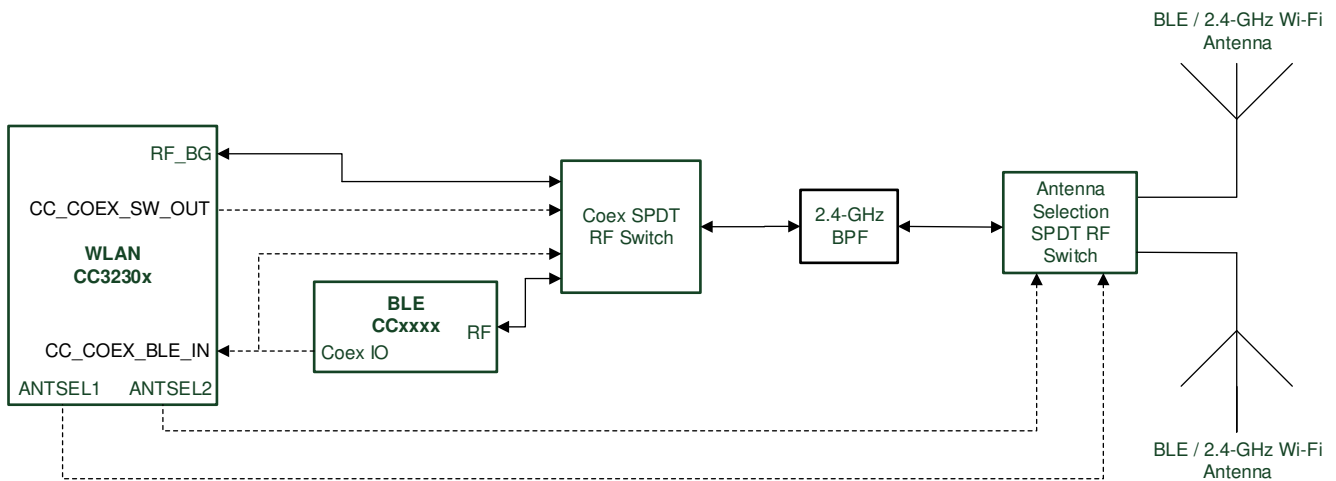 BLE / 2.4-GHz Wi-Fi
Antenna
RF_BG
CC_COEX_SW_OUT
WLAN
CC3230x
CC_COEX_BLE_IN
ANTSEL1 ANTSEL2
BLE
CCxxxx
RF
Coex IO
Coex SPDT
RF Switch
2.4-GHz
BPF
Antenna
Selection
SPDT RF
Switch
BLE / 2.4-GHz Wi-Fi
Antenna